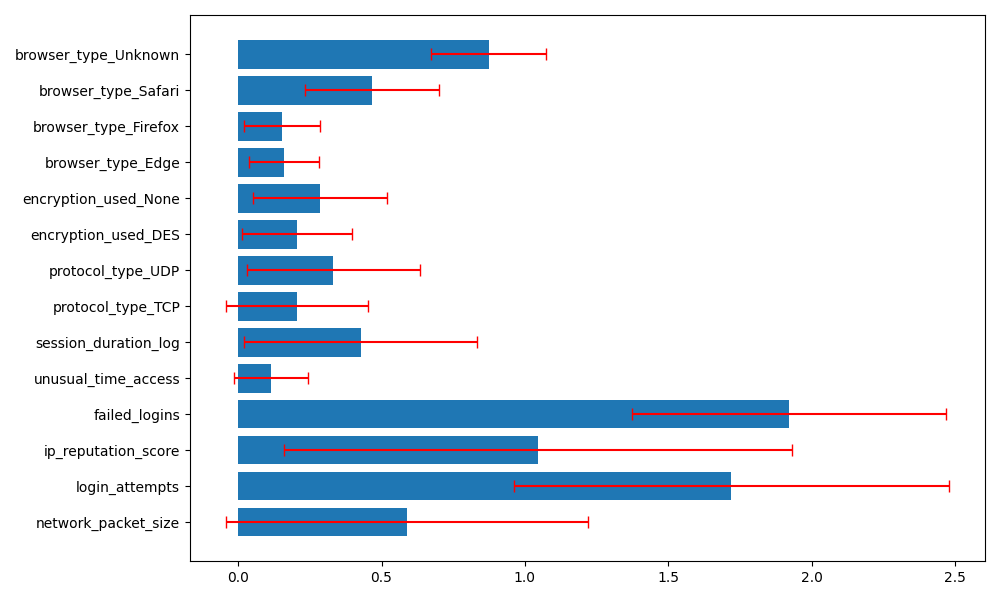 browser_type_Unknown
browser_type_Safari
browser_type_Firefox
browser_type_Edge
encryption_used_None
encryption_used_DES
protocol_type_UDP
protocol_type_TCP
session_duration_log
unusual_time_access
failed_logins
ip_reputation_score
login_attempts
network_packet_size
0.0 0.5 1.0 1.5 2.0 2.5